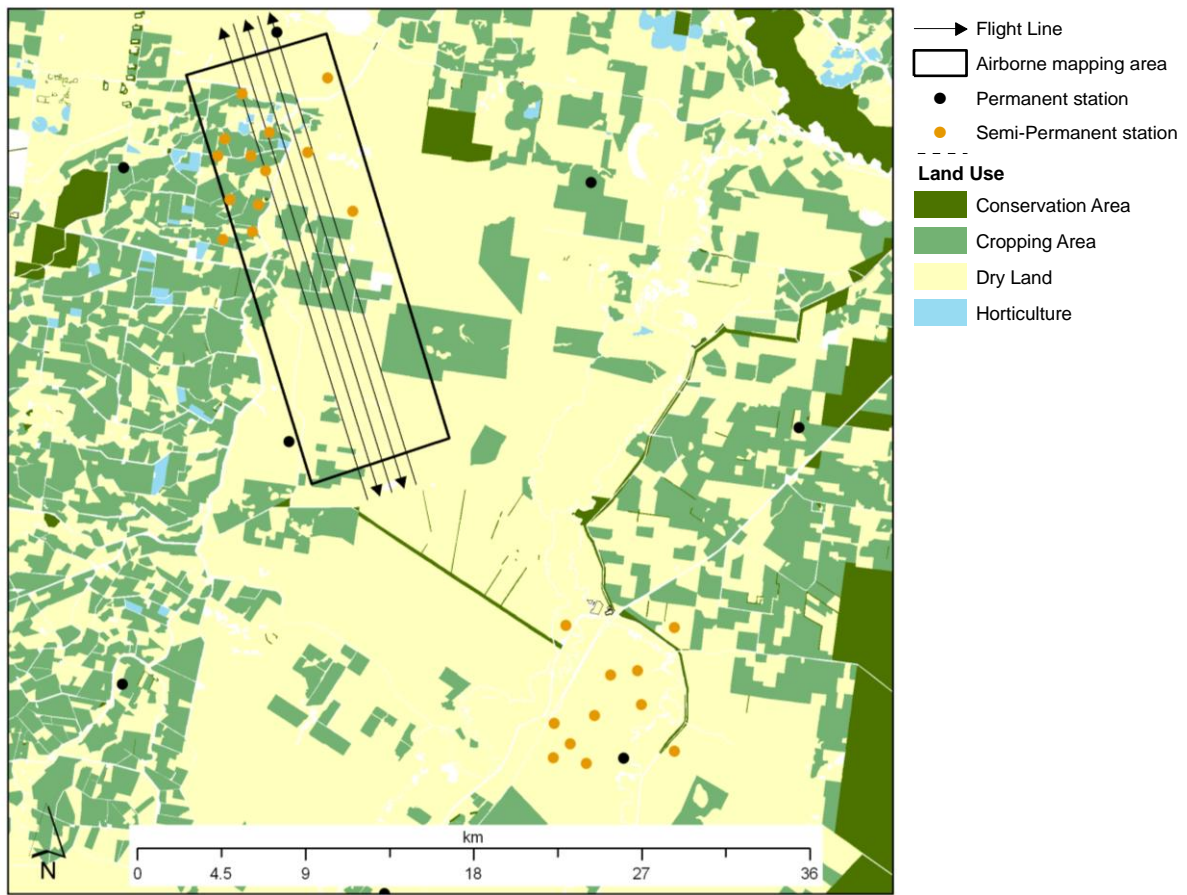 Flight Line
Airborne mapping area
Permanent station
Semi-Permanent station
Land Use
Conservation Area
Cropping Area
Dry Land
Horticulture
km
0 4.5 9 18 27 36
N